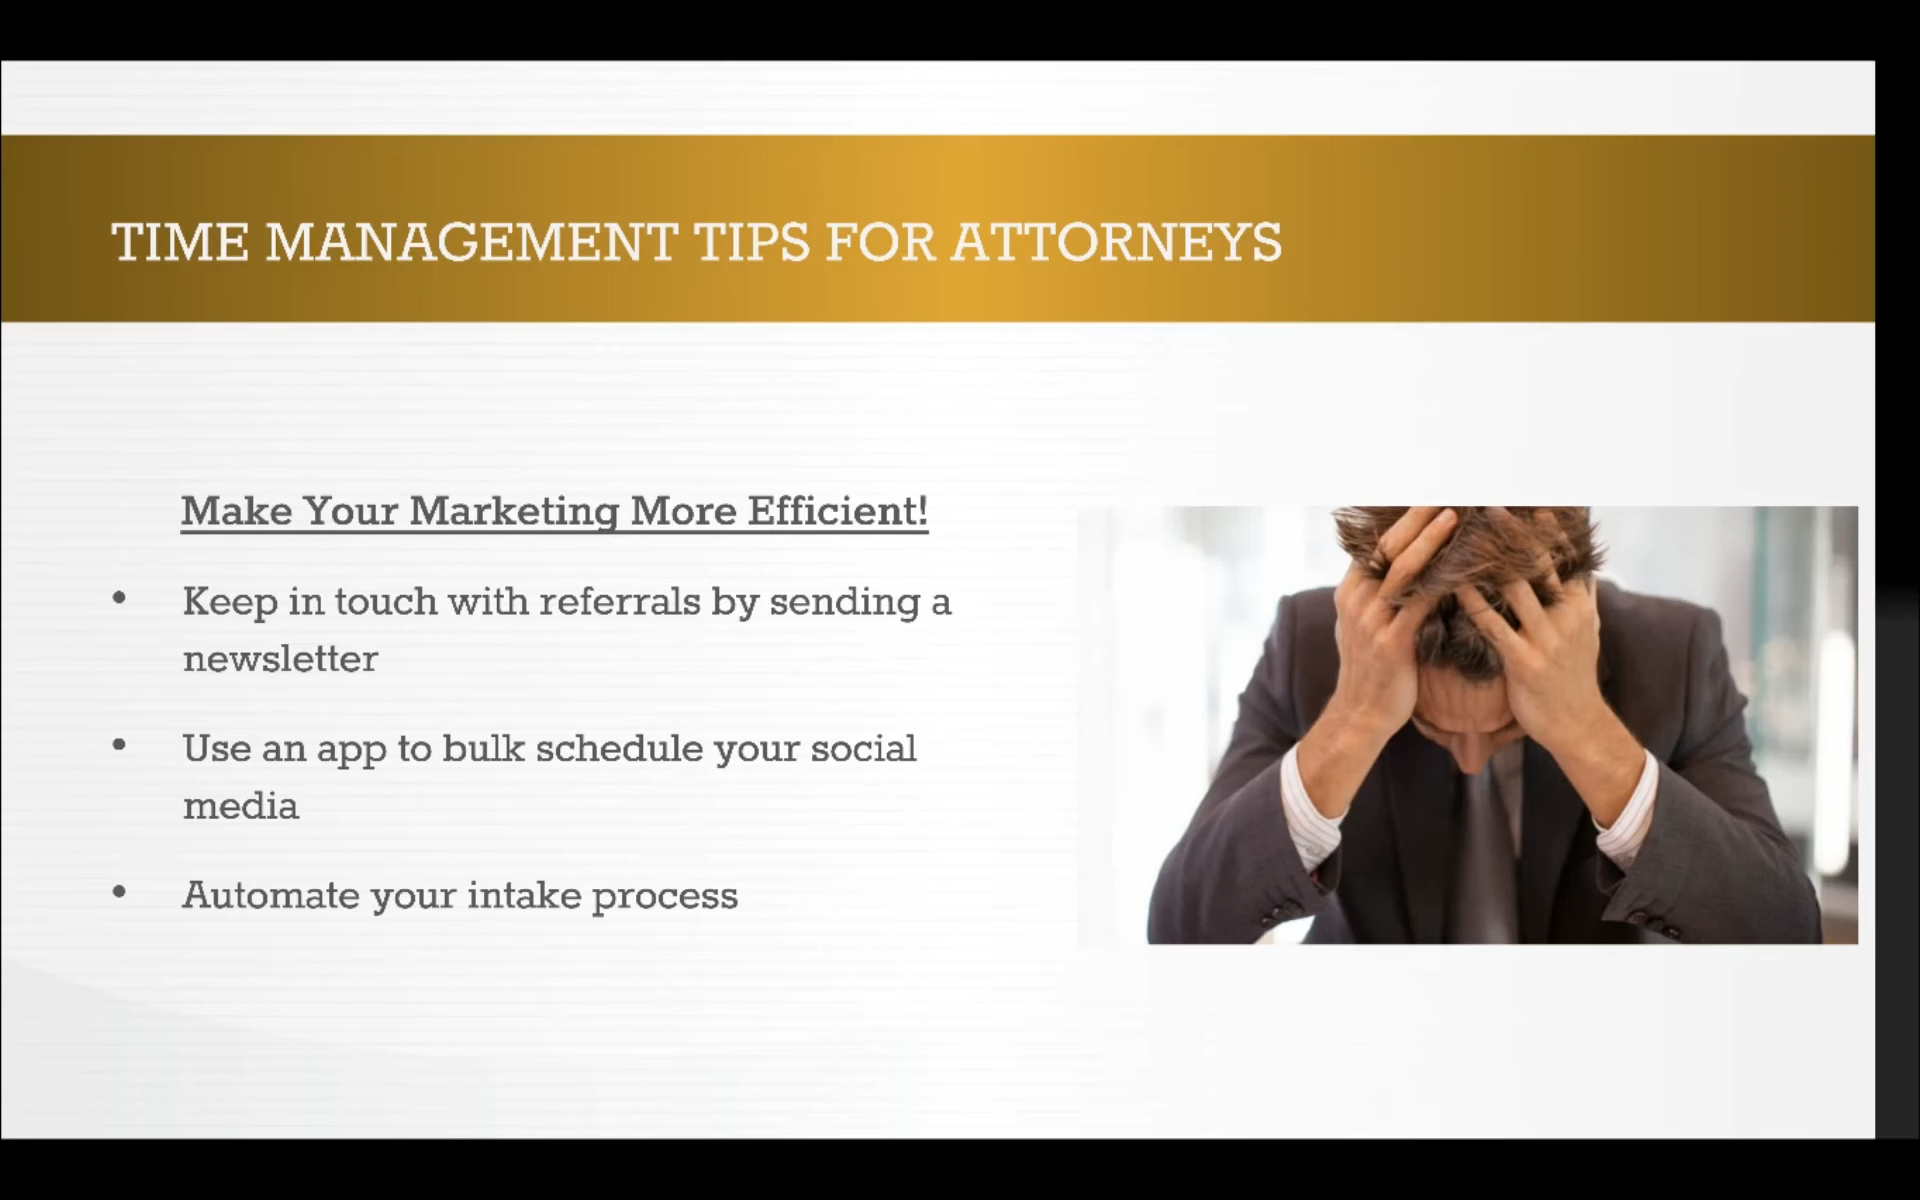 TIME MANAGEMENT TIPS FOR ATTORNEYS
Make Your Marketing More Efficient!
• Keep in touch with referrals by sending a
newsletter
• Use an app to bulk schedule your social
media
• Automate your intake process